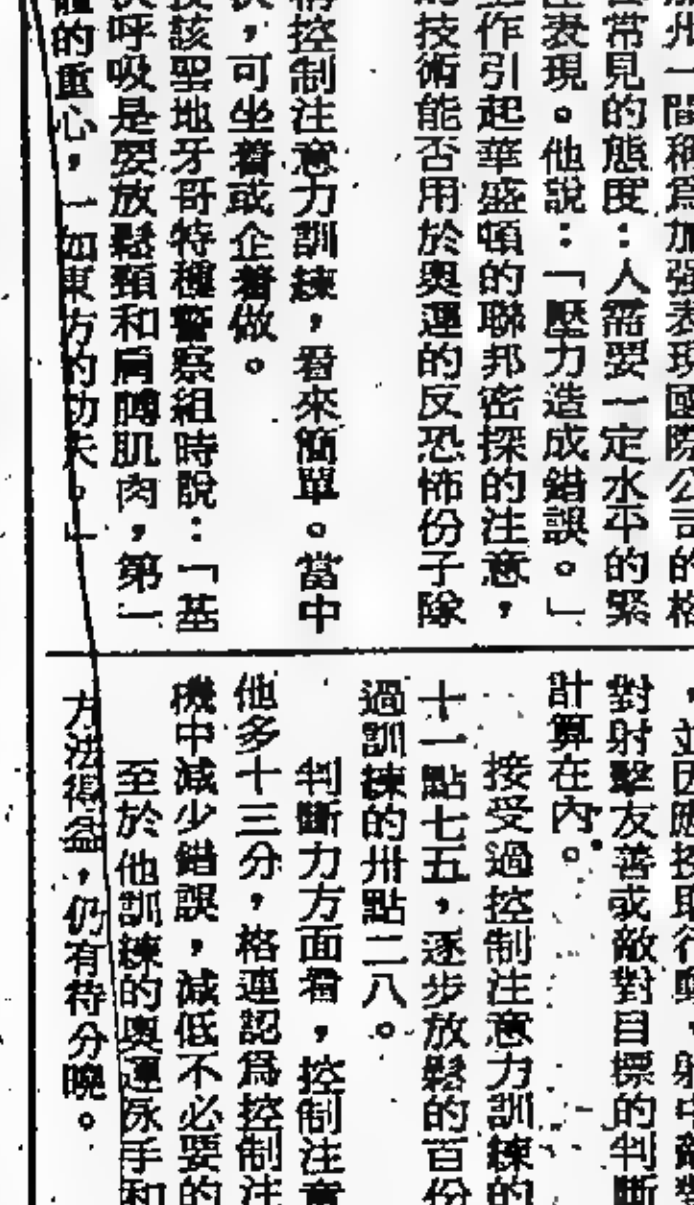 州一間稱爲加强表現國際公司的格
常見的態度：人需要一定水平的緊
表現。他說：「壓力造成錯誤。」
作引起華盛頓的聯邦密探的注意，
的技術能否用於奧運的反恐怖份子隊
控制注意力訓練，看來簡單。當中
，可坐着或企着做。
該聖地牙哥特種警察組時說：「基
呼吸是要放鬆頸和肩膊肌肉，第一
體的重心，一如東方的功夫。」
，並因應採取行動。射中敵對
對射擊友善或敵對目標的判斷
計算在內。
接受過控制注意力訓練的
十一點七五，逐步放鬆的百份
過訓練的卅點二八。
判斷力方面看，控制注意
他多十三分，格連認爲控制注
機中減少錯誤，減低不必要的
至於他訓練的奧運泳手和
方法得益，仍有待分曉。